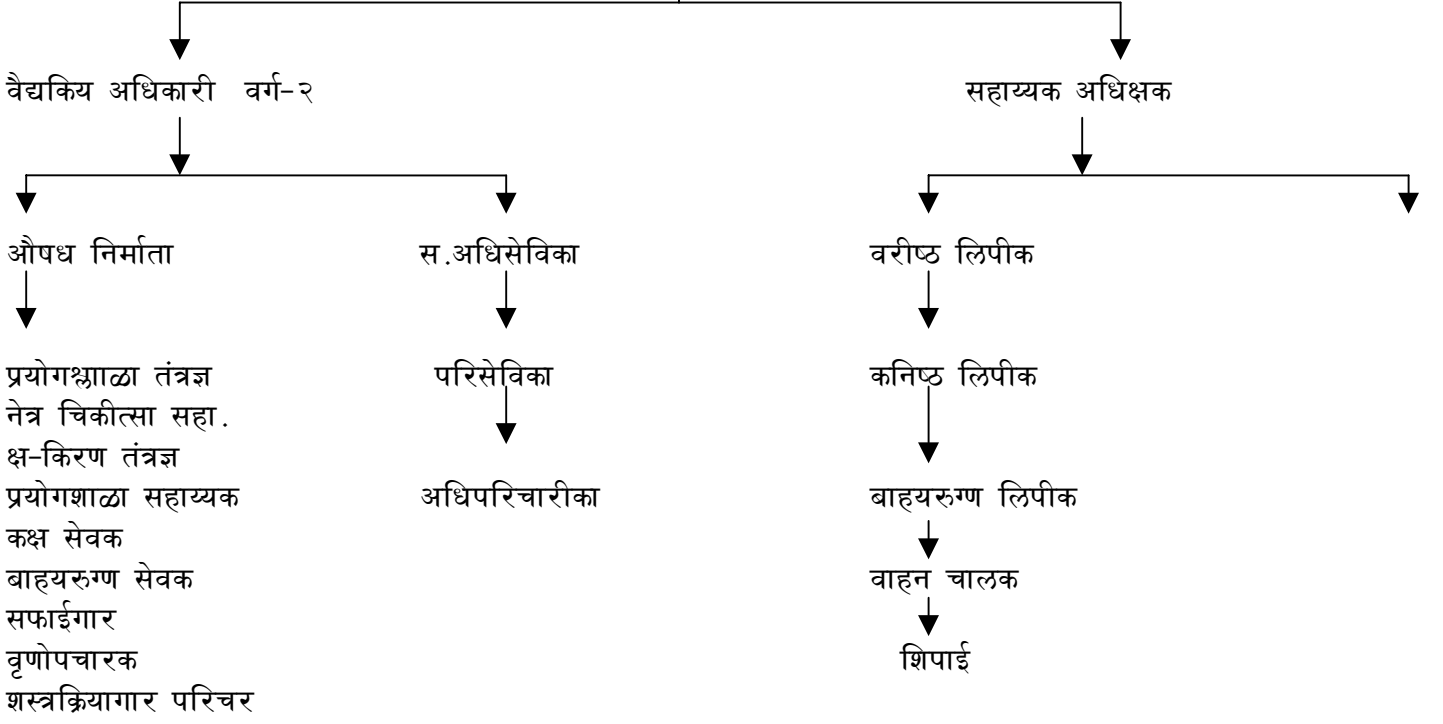 वैद्यकिय अधिकारी वर्ग-२
सहाय्यक अधिक्षक
औषध निर्माता
स.अधिसेविका
वरीष्ठ लिपीक
प्रयोगश्नााळा तंत्रज्ञ
परिसेविका
कनिष्ठ लिपीक
नेत्र चिकीत्सा सहा.
क्ष-किरण तंत्रज्ञ
प्रयोगशाळा सहाय्यक
अधिपरिचारीका
बाहयरुग्ण लिपीक
कक्ष सेवक
बाहयरुग्ण सेवक
वाहन चालक
सफाईगार
वृणोपचारक
शिपाई
शस्त्रक्रियागार परिचर